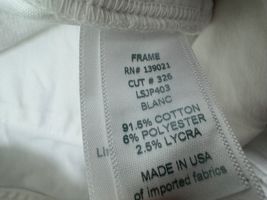 FRAME
RN# 139021
CUT # 326
LSJP403
BLANC
91.5% COTTON
6% POLYESTER
2.5% LYCRA
MADE IN USA
of imported fabrics